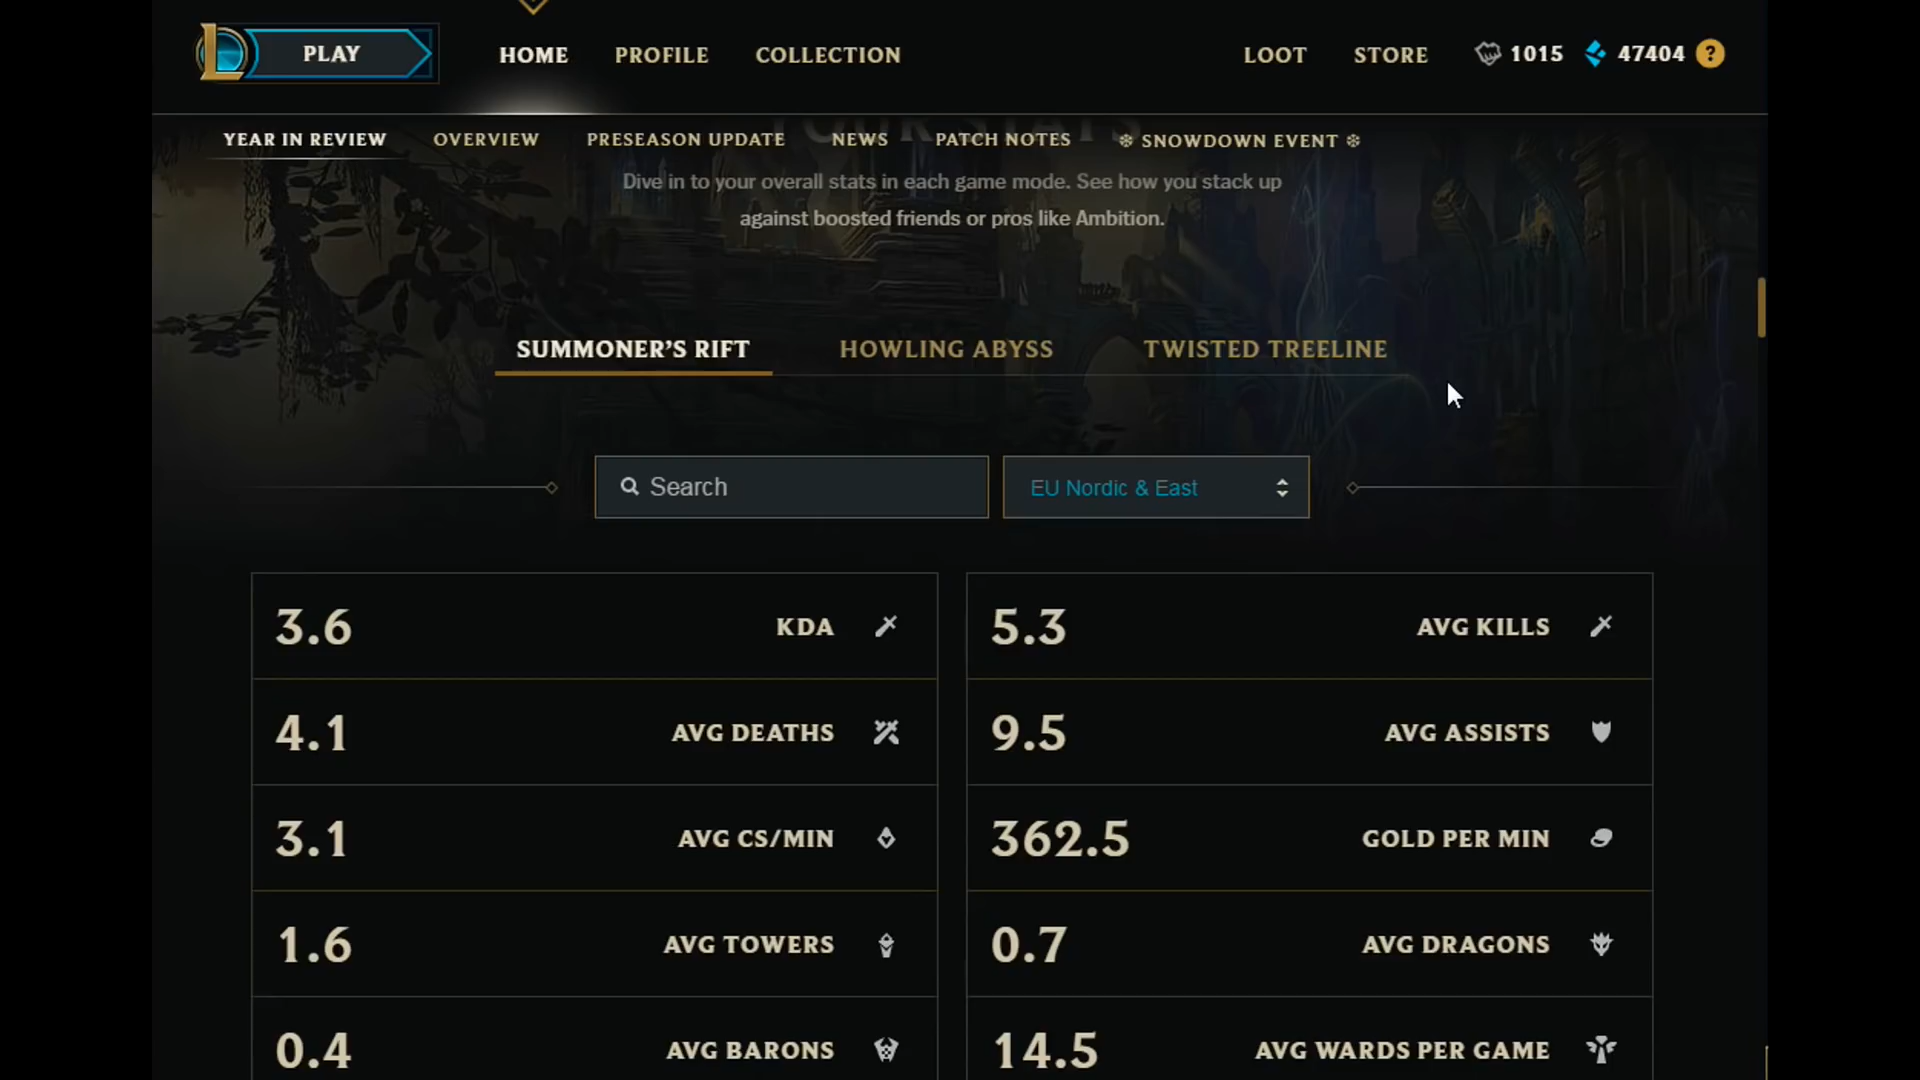 PLAY
HOME PROFILE COLLECTION LOOT STORE 1015 47404 ?
YEAR IN REVIEW OVERVIEW PRESEASON UPDATE NEWS PATCH NOTES ❄ SNOWDOWN EVENT ❄
YOUR STATS
Dive in to your overall stats in each game mode. See how you stack up
against boosted friends or pros like Ambition.
SUMMONER'S RIFT HOWLING ABYSS TWISTED TREELINE
Search EU Nordic & East
3.6 KDA 5.3 AVG KILLS
4.1 AVG DEATHS 9.5 AVG ASSISTS
3.1 AVG CS/MIN 362.5 GOLD PER MIN
1.6 AVG TOWERS 0.7 AVG DRAGONS
0.4 AVG BARONS 14.5 AVG WARDS PER GAME